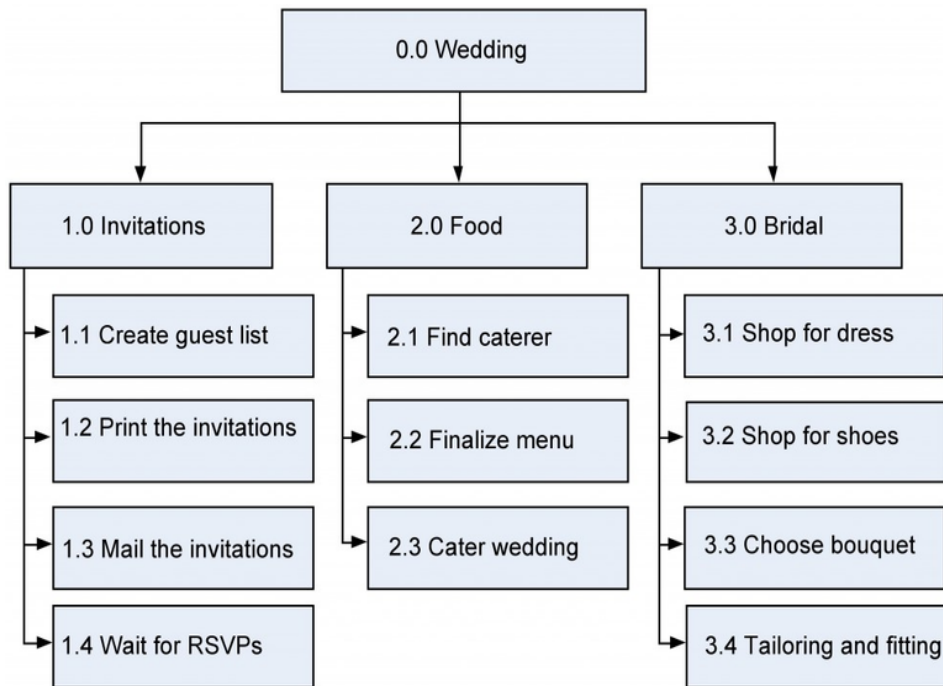 0.0 Wedding
1.0 Invitations
2.0 Food
3.0 Bridal
1.1 Create guest list
1.2 Print the invitations
1.3 Mail the invitations
1.4 Wait for RSVPs
2.1 Find caterer
2.2 Finalize menu
2.3 Cater wedding
3.1 Shop for dress
3.2 Shop for shoes
3.3 Choose bouquet
3.4 Tailoring and fitting